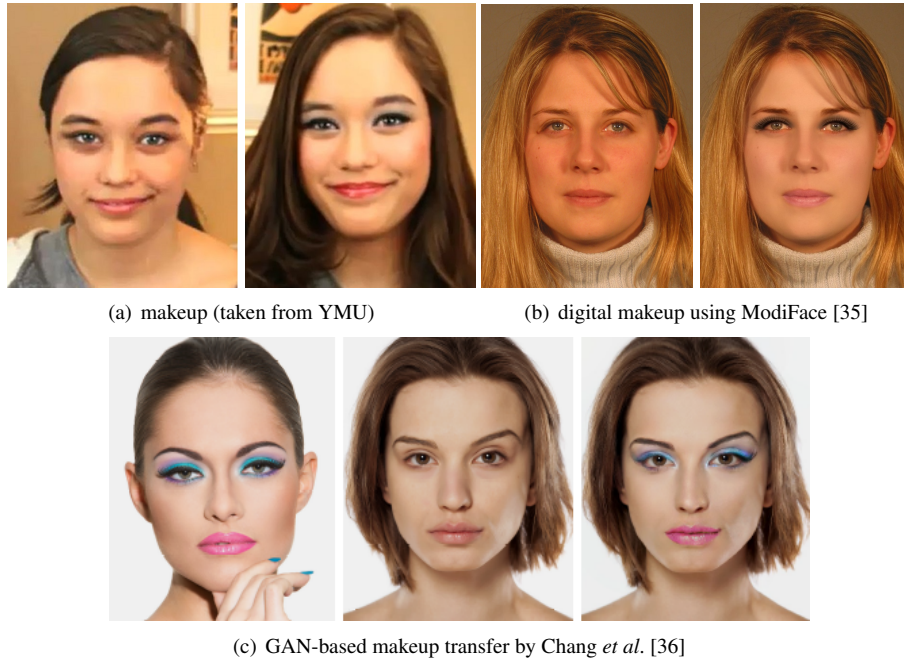 (a) makeup (taken from YMU)
(b) digital makeup using ModiFace [35]
(c) GAN-based makeup transfer by Chang et al. [36]